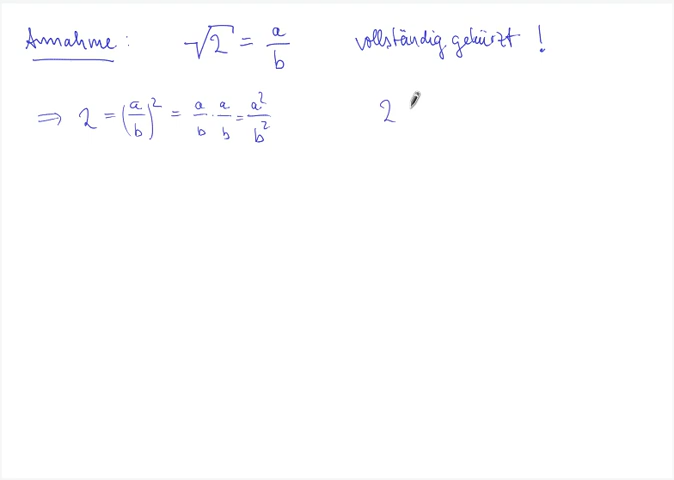 Annahme: √2 = a/b vollständig gekürzt !
⇒ 2 = (a/b)² = a/b · a/b = a²/b² 2